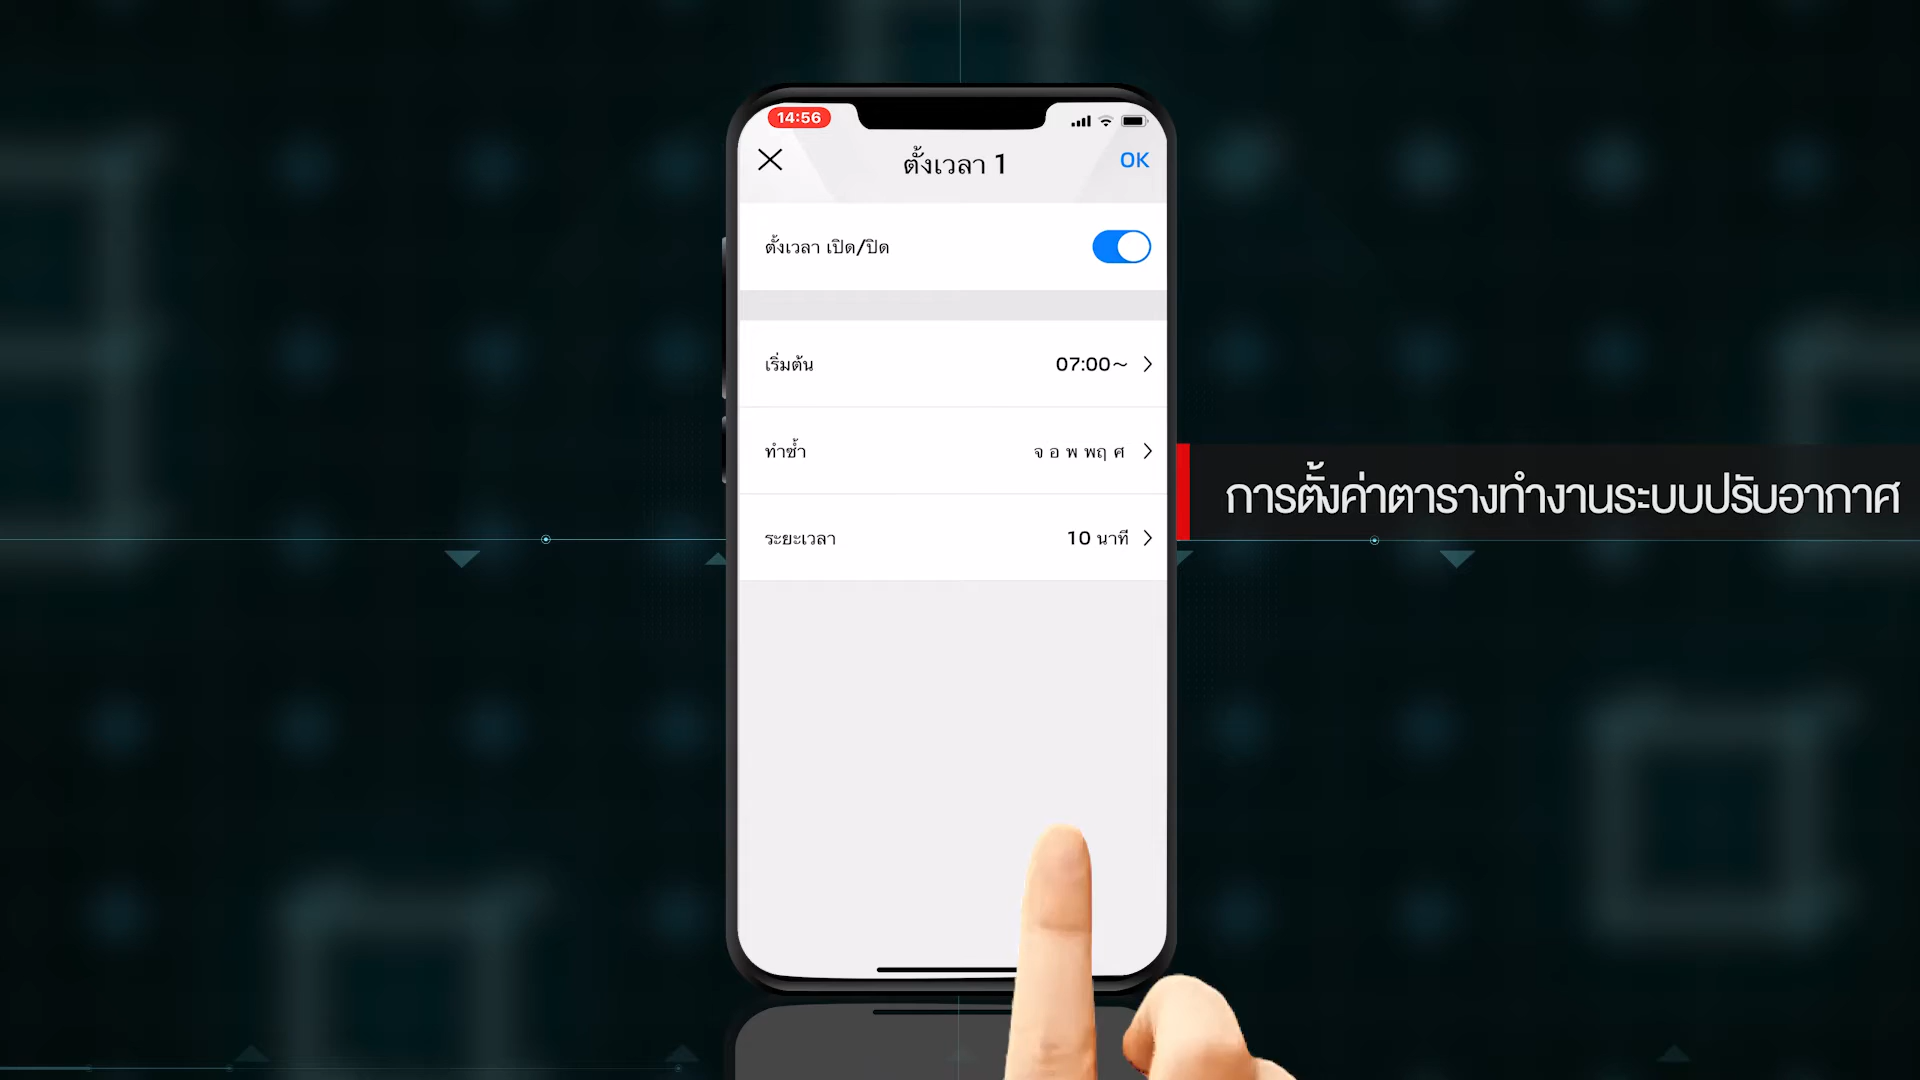 14:56
ตั้งเวลา 1
OK
ตั้งเวลา เปิด/ปิด
เริ่มต้น
07:00~
ทำซ้ำ
จ อ พ พฤ ศ
ระยะเวลา
10 นาที
การตั้งค่าตารางทำงานระบบปรับอากาศ